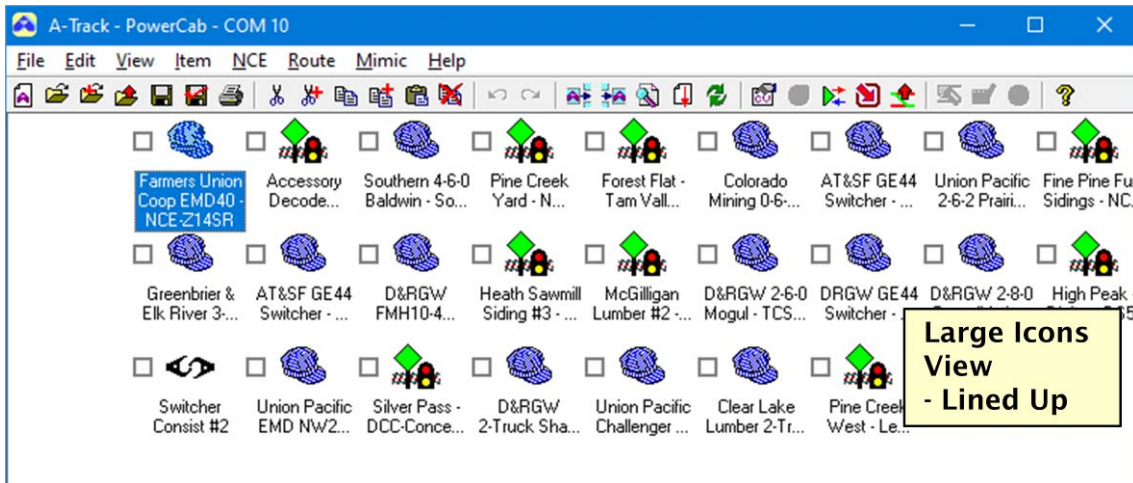 A-Track - PowerCab - COM 10
File Edit View Item NCE Route Mimic Help
Farmers Union Coop EMD40 - NCE-Z14SR
Accessory Decode...
Southern 4-6-0 Baldwin - So...
Pine Creek Yard - N...
Forest Flat - Tam Vall...
Colorado Mining 0-6-...
AT&SF GE44 Switcher - ...
Union Pacific 2-6-2 Prairi...
Fine Pine Fu
Sidings - NC.
Greenbrier & Elk River 3-...
AT&SF GE44 Switcher - ...
D&RGW FMH10-4...
Heath Sawmill Siding #3 - ...
McGilligan Lumber #2 -...
D&RGW 2-6-0 Mogul - TCS...
DRGW GE44 Switcher -
D&RGW 2-8-0
High Peak
Large Icons
View
- Lined Up
Switcher Consist #2
Union Pacific EMD NW2...
Silver Pass - DCC-Conce...
D&RGW 2-Truck Sha...
Union Pacific Challenger ...
Clear Lake Lumber 2-Tr...
Pine Creek West - Le...